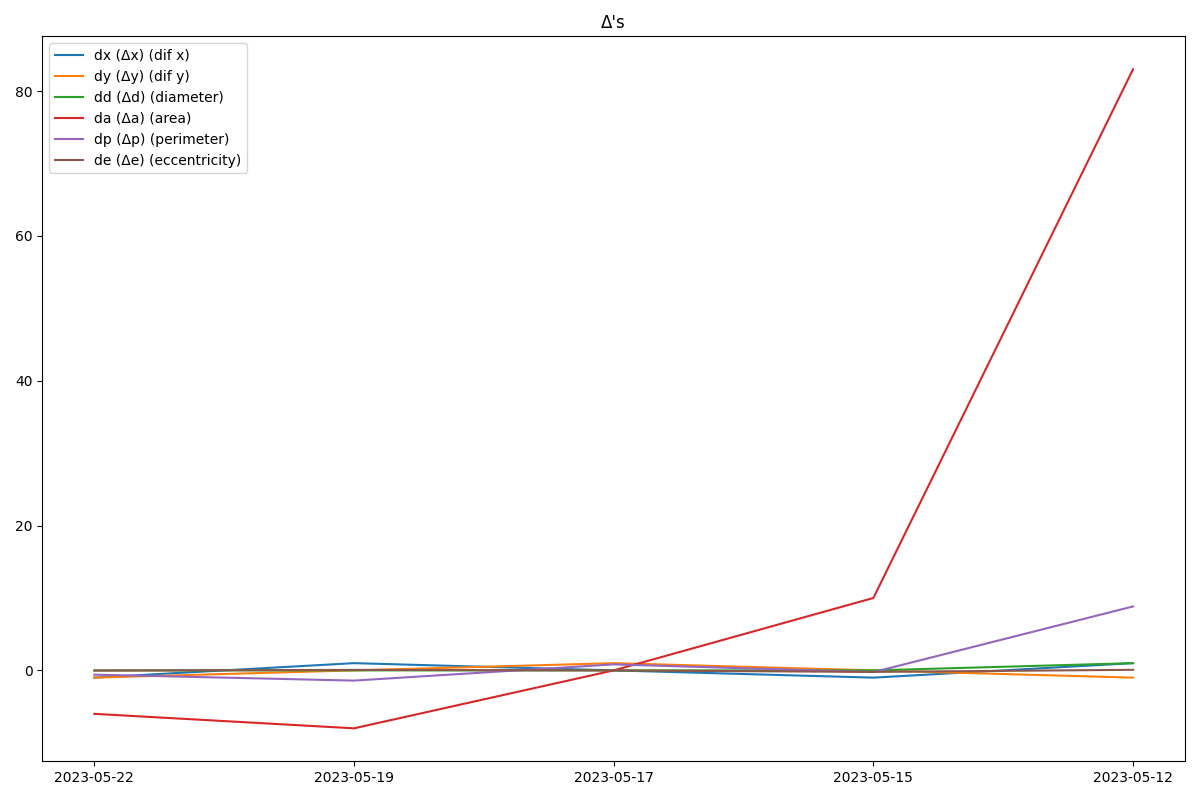 Δ's
dx (Δx) (dif x)
dy (Δy) (dif y)
dd (Δd) (diameter)
da (Δa) (area)
dp (Δp) (perimeter)
de (Δe) (eccentricity)
80
60
40
20
0
2023-05-22 2023-05-19 2023-05-17 2023-05-15 2023-05-12